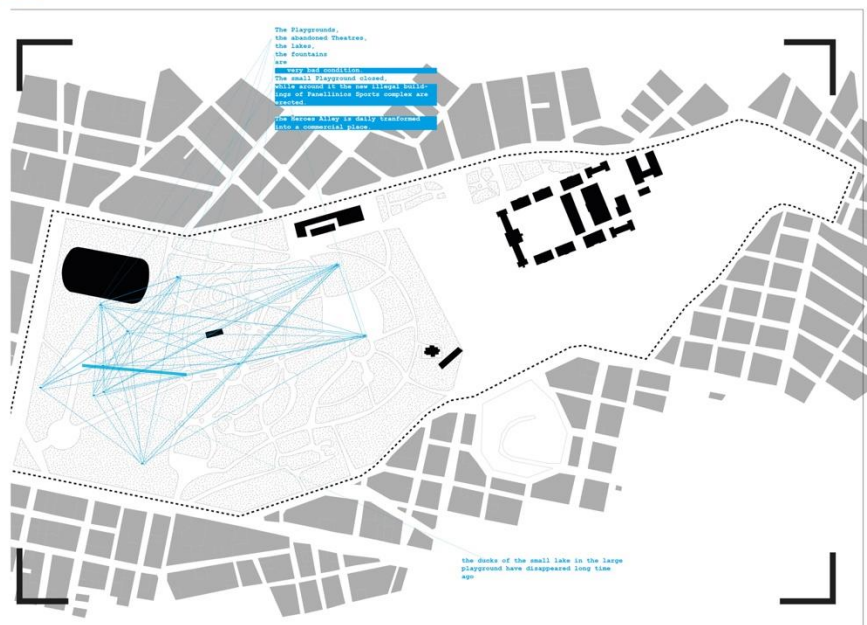 The Playgrounds,
the abandoned Theatres,
the lakes,
the fountains
are
very bad condition.
The small Playground closed,
while around it the new illegal build-
ings of Panellinios Sports complex are
erected.
The Heroes Alley is daily tranformed
into a commercial place.
the ducks of the small lake in the large
playground have disappeared long time
ago